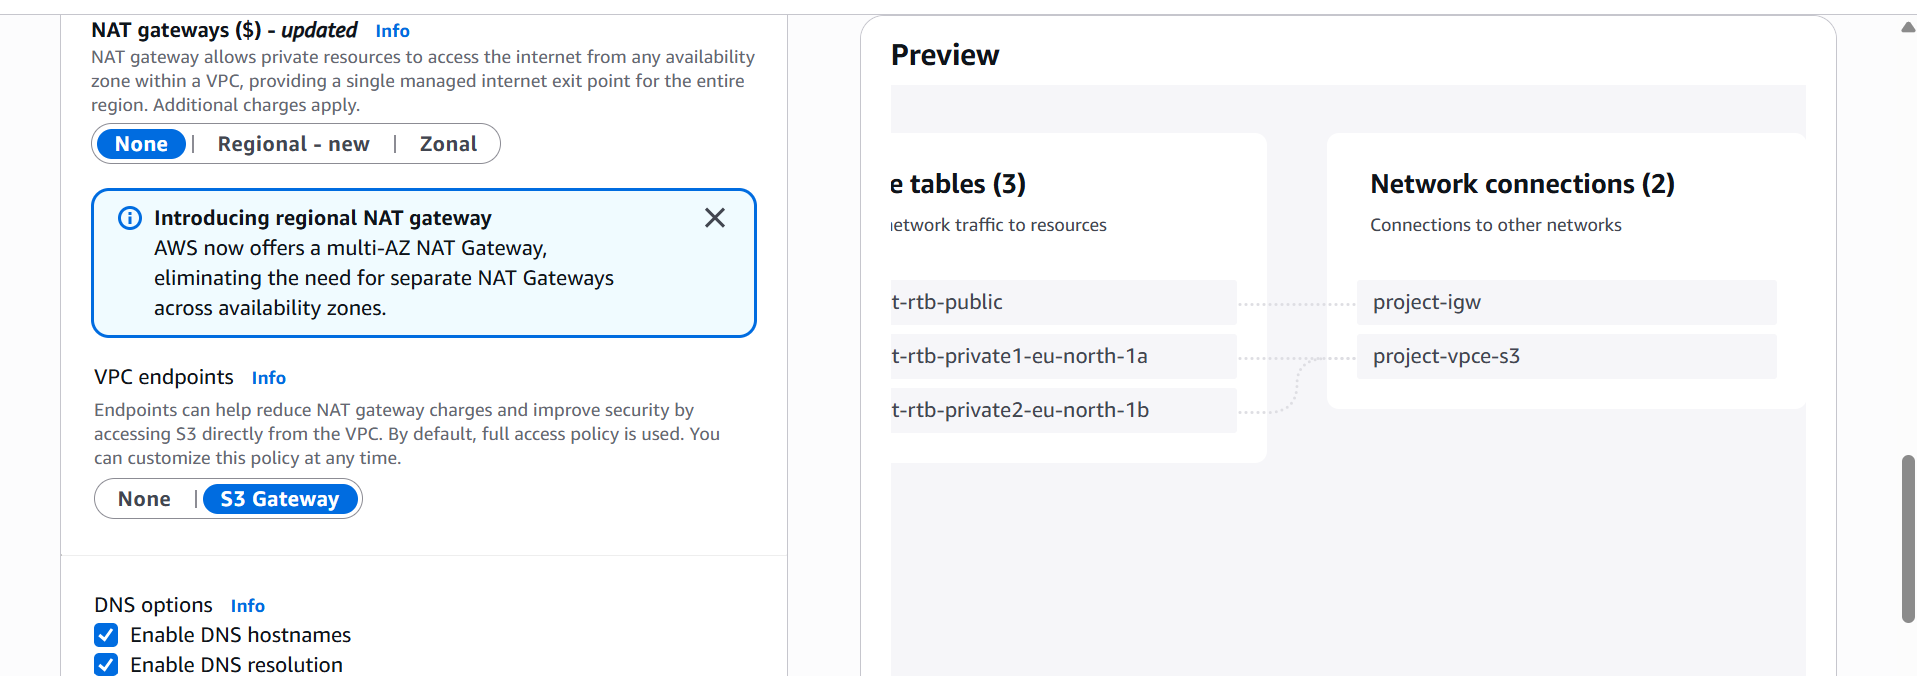 NAT gateways ($) - updated Info
NAT gateway allows private resources to access the internet from any availability
zone within a VPC, providing a single managed internet exit point for the entire
region. Additional charges apply.
None | Regional - new | Zonal
Introducing regional NAT gateway
AWS now offers a multi-AZ NAT Gateway,
eliminating the need for separate NAT Gateways
across availability zones.
VPC endpoints Info
Endpoints can help reduce NAT gateway charges and improve security by
accessing S3 directly from the VPC. By default, full access policy is used. You
can customize this policy at any time.
None | S3 Gateway
DNS options Info
Enable DNS hostnames
Enable DNS resolution
Preview
e tables (3)
network traffic to resources
t-rtb-public
t-rtb-private1-eu-north-1a
t-rtb-private2-eu-north-1b
Network connections (2)
Connections to other networks
project-igw
project-vpce-s3